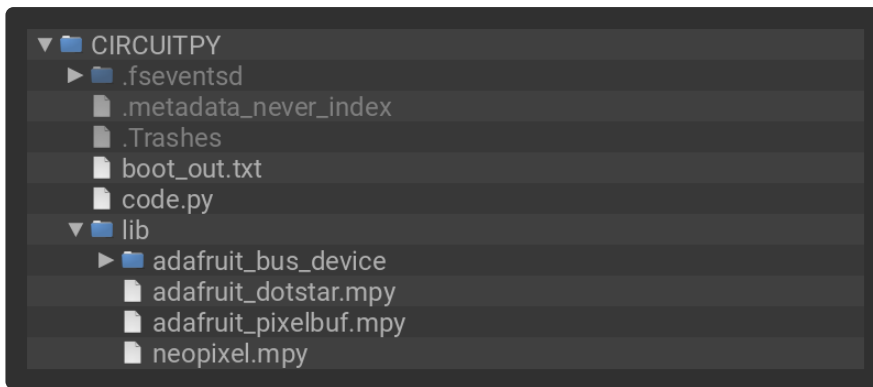 CIRCUITPY
.fseventsd
.metadata_never_index
.Trashes
boot_out.txt
code.py
lib
adafruit_bus_device
adafruit_dotstar.mpy
adafruit_pixelbuf.mpy
neopixel.mpy